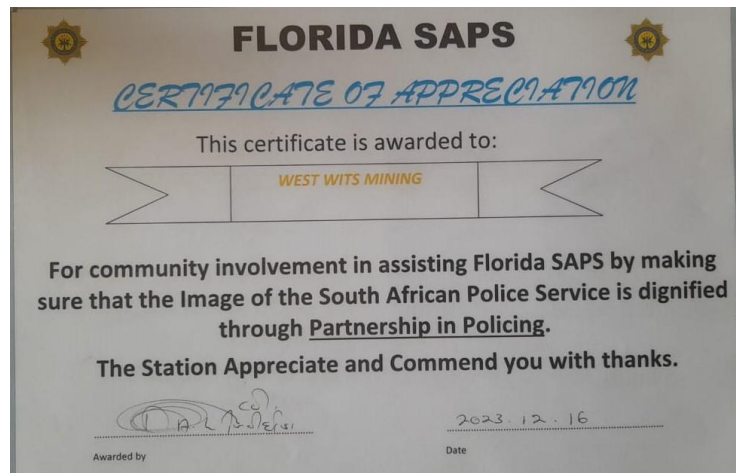 FLORIDA SAPS
CERTIFICATE OF APPRECIATION
This certificate is awarded to:
WEST WITS MINING
For community involvement in assisting Florida SAPS by making
sure that the Image of the South African Police Service is dignified
through Partnership in Policing.
The Station Appreciate and Commend you with thanks.
2023.12.16
Awarded by
Date